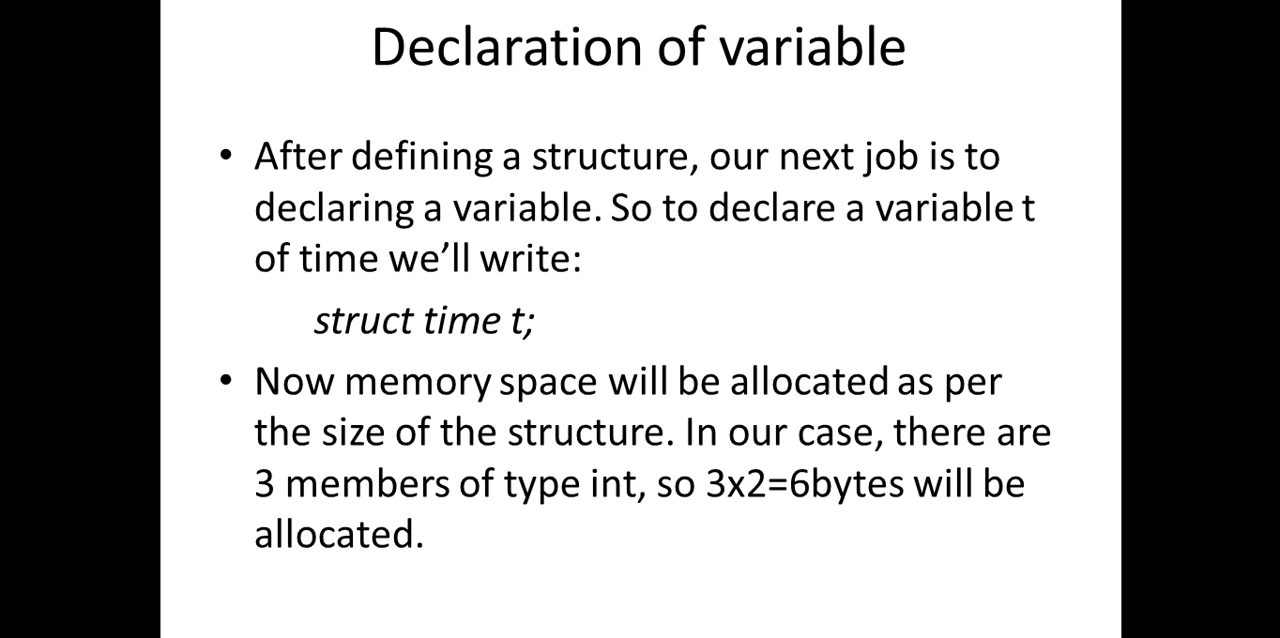 Declaration of variable
• After defining a structure, our next job is to
declaring a variable. So to declare a variable t
of time we’ll write:
struct time t;
• Now memory space will be allocated as per
the size of the structure. In our case, there are
3 members of type int, so 3x2=6bytes will be
allocated.